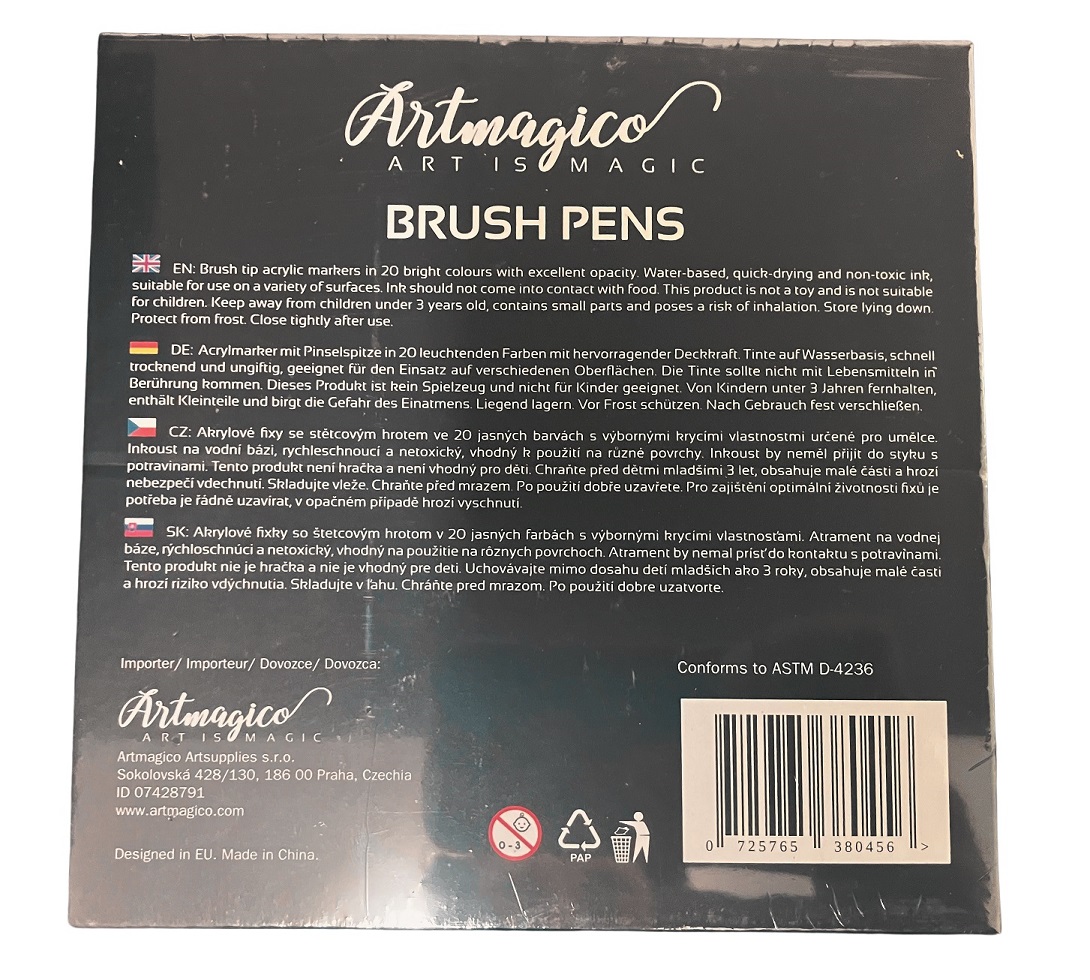 Artmagico
ART IS MAGIC
BRUSH PENS
EN: Brush tip acrylic markers in 20 bright colours with excellent opacity. Water-based, quick-drying and non-toxic ink,
suitable for use on a variety of surfaces. Ink should not come into contact with food. This product is not a toy and is not suitable
for children. Keep away from children under 3 years old, contains small parts and poses a risk of inhalation. Store lying down.
Protect from frost. Close tightly after use.
DE: Acrylmarker mit Pinselspitze in 20 leuchtenden Farben mit hervorragender Deckkraft. Tinte auf Wasserbasis, schnell
trocknend und ungiftig, geeignet für den Einsatz auf verschiedenen Oberflächen. Die Tinte sollte nicht mit Lebensmitteln in
Berührung kommen. Dieses Produkt ist kein Spielzeug und nicht für Kinder geeignet. Von Kindern unter 3 Jahren fernhalten,
enthält Kleinteile und birgt die Gefahr des Einatmens. Liegend lagern. Vor Frost schützen. Nach Gebrauch fest verschließen.
CZ: Akrylové fixy se stětcovým hrotem ve 20 jasných barvách s výbornými krycími vlastnostmi určené pro umělce.
Inkoust na vodní bázi, rychleschnoucí a netoxický, vhodný k použití na různé povrchy. Inkoust by neměl přijít do styku s
potravinami. Tento produkt není hračka a není vhodný pro děti. Chraňte před dětmi mladšími 3 let, obsahuje malé části a hrozí
nebezpečí vdechnutí. Skladujte vleže. Chraňte před mrazem. Po použití dobře uzavřete. Pro zajištění optimální životnosti fixů je
potřeba je řádně uzavírat, v opačném případě hrozí vyschnutí.
SK: Akrylové fixky so štetcovým hrotom v 20 jasných farbách s výbornými krycími vlastnosťami. Atrament na vodnej
báze, rýchloschnúci a netoxický, vhodný na použitie na rôznych povrchoch. Atrament by nemal prísť do kontaktu s potravinami.
Tento produkt nie je hračka a nie je vhodný pre deti. Uchovávajte mimo dosahu detí mladších ako 3 roky, obsahuje malé časti
a hrozí riziko vdýchnutia. Skladujte v ľahu. Chráňte pred mrazom. Po použití dobre uzatvorte.
Importer/ Importeur/ Dovozce/ Dovozca:
Conforms to ASTM D-4236
Artmagico
ART IS MAGIC
Artmagico Artsupplies s.r.o.
Sokolovská 428/130, 186 00 Praha, Czechia
ID 07428791
www.artmagico.com
0-3
PAP
0 725765 380456 >
Designed in EU. Made in China.